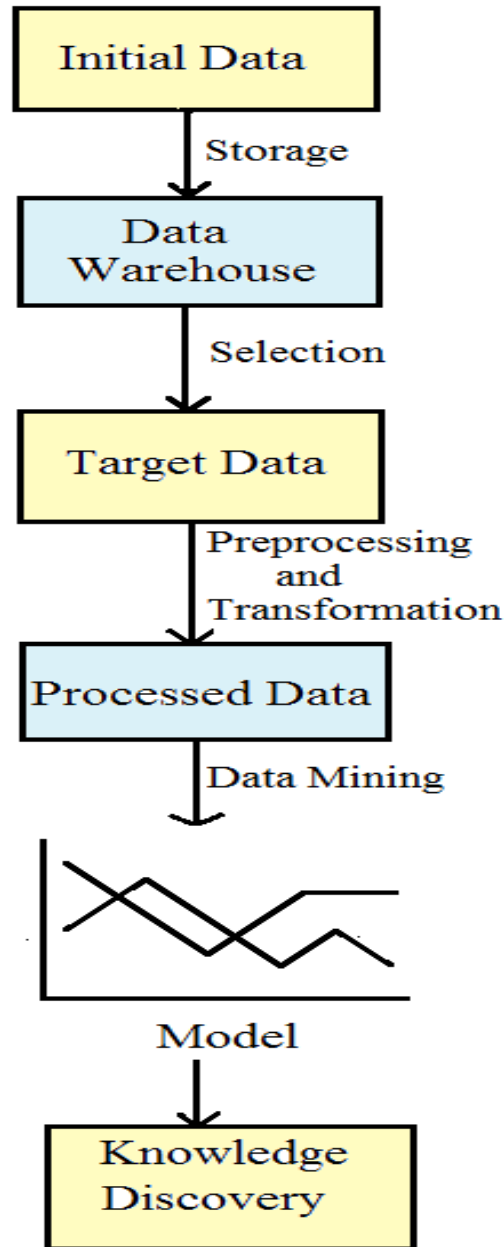 Initial Data
Storage
Data
Warehouse
Selection
Target Data
Preprocessing
and
Transformation
Processed Data
Data Mining
Model
Knowledge
Discovery